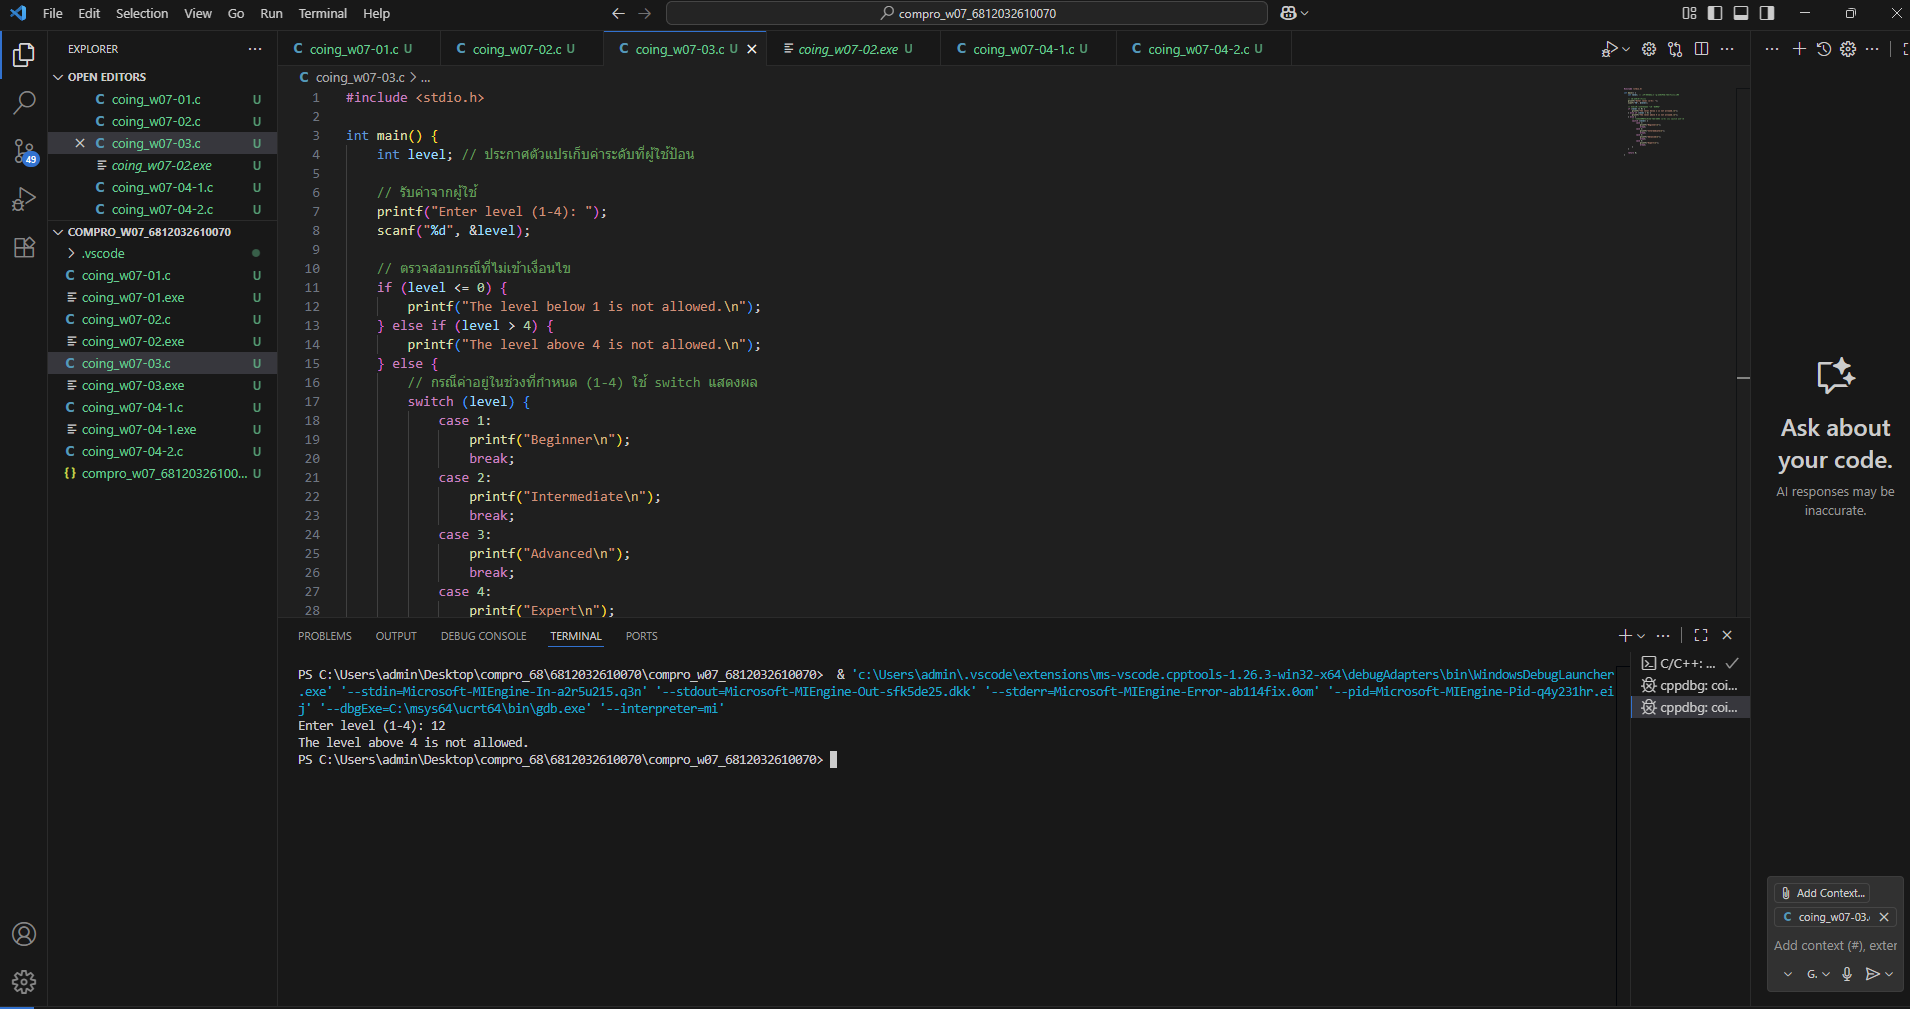 File Edit Selection View Go Run Terminal Help
compro_w07_6812032610070
EXPLORER
OPEN EDITORS
C coing_w07-01.c U
C coing_w07-02.c U
C coing_w07-03.c U
coing_w07-02.exe U
C coing_w07-04-1.c U
C coing_w07-04-2.c U
COMPRO_W07_6812032610070
.vscode
C coing_w07-01.c U
coing_w07-01.exe U
C coing_w07-02.c U
coing_w07-02.exe U
C coing_w07-03.c U
coing_w07-03.exe U
C coing_w07-04-1.c U
coing_w07-04-1.exe U
C coing_w07-04-2.c U
{} compro_w07_68120326100... U
49
C coing_w07-01.c U C coing_w07-02.c U C coing_w07-03.c U coing_w07-02.exe U C coing_w07-04-1.c U C coing_w07-04-2.c U
C coing_w07-03.c > ...
1 #include <stdio.h>
2
3 int main() {
4 int level; // ประกาศตัวแปรเก็บค่าระดับที่ผู้ใช้ป้อน
5
6 // รับค่าจากผู้ใช้
7 printf("Enter level (1-4): ");
8 scanf("%d", &level);
9
10 // ตรวจสอบกรณีที่ไม่เข้าเงื่อนไข
11 if (level <= 0) {
12 printf("The level below 1 is not allowed.\n");
13 } else if (level > 4) {
14 printf("The level above 4 is not allowed.\n");
15 } else {
16 // กรณีค่าอยู่ในช่วงที่กำหนด (1-4) ใช้ switch แสดงผล
17 switch (level) {
18 case 1:
19 printf("Beginner\n");
20 break;
21 case 2:
22 printf("Intermediate\n");
23 break;
24 case 3:
25 printf("Advanced\n");
26 break;
27 case 4:
28 printf("Expert\n");
PROBLEMS OUTPUT DEBUG CONSOLE TERMINAL PORTS
PS C:\Users\admin\Desktop\compro_68\6812032610070\compro_w07_6812032610070> & 'c:\Users\admin\.vscode\extensions\ms-vscode.cpptools-1.26.3-win32-x64\debugAdapters\bin\WindowsDebugLauncher
.exe' '--stdin=Microsoft-MIEngine-In-a2r5u215.q3n' '--stdout=Microsoft-MIEngine-Out-sfk5de25.dkk' '--stderr=Microsoft-MIEngine-Error-ab114fix.0om' '--pid=Microsoft-MIEngine-Pid-q4y231hr.ei
j' '--dbgExe=C:\msys64\ucrt64\bin\gdb.exe' '--interpreter=mi'
Enter level (1-4): 12
The level above 4 is not allowed.
PS C:\Users\admin\Desktop\compro_68\6812032610070\compro_w07_6812032610070>
C/C++: ...
cppdbg: coi...
cppdbg: coi...
Ask about
your code.
AI responses may be
inaccurate.
Add Context...
C coing_w07-03.
Add context (#), exter
G.